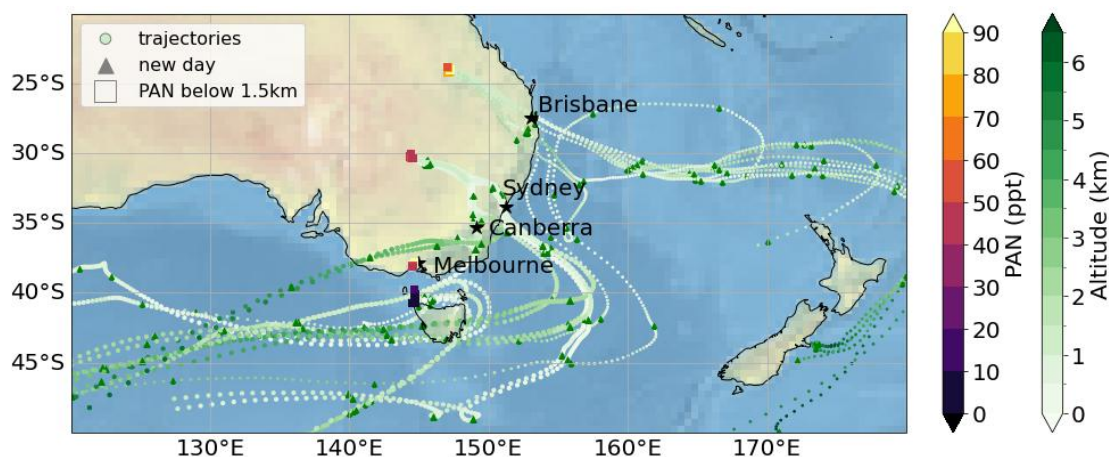 trajectories
new day
PAN below 1.5km
25°S
30°S
35°S
40°S
45°S
Brisbane
Sydney
Canberra
Melbourne
130°E
140°E
150°E
160°E
170°E
90
80
70
60
50
40
30
20
10
0
PAN (ppt)
6
5
4
3
2
1
0
Altitude (km)